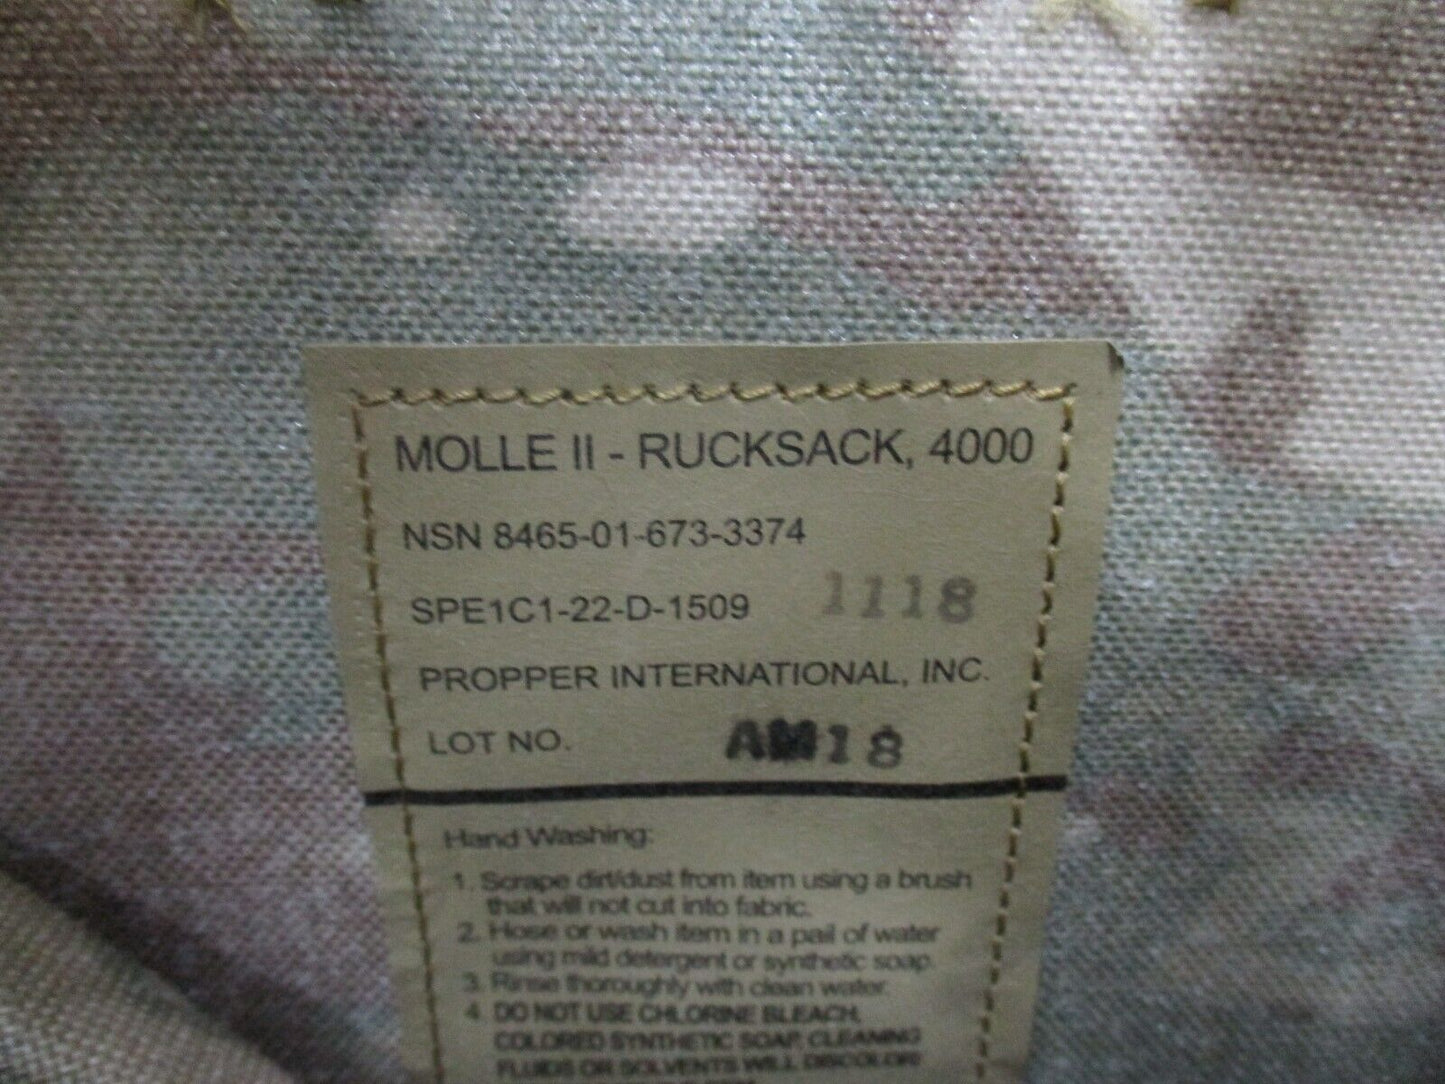 MOLLE II - RUCKSACK, 4000
NSN 8465-01-673-3374
SPE1C1-22-D-1509 1118
PROPPER INTERNATIONAL, INC.
LOT NO. AM18
Hand Washing:
1. Scrape dirt/dust from item using a brush
that will not cut into fabric.
2. Hose or wash item in a pail of water
using mild detergent or synthetic soap.
3. Rinse thoroughly with clean water.
4. DO NOT USE CHLORINE BLEACH,
COLORED SYNTHETIC SOAP, CLEANING
FLUIDS OR SOLVENTS WILL DISCOLOR